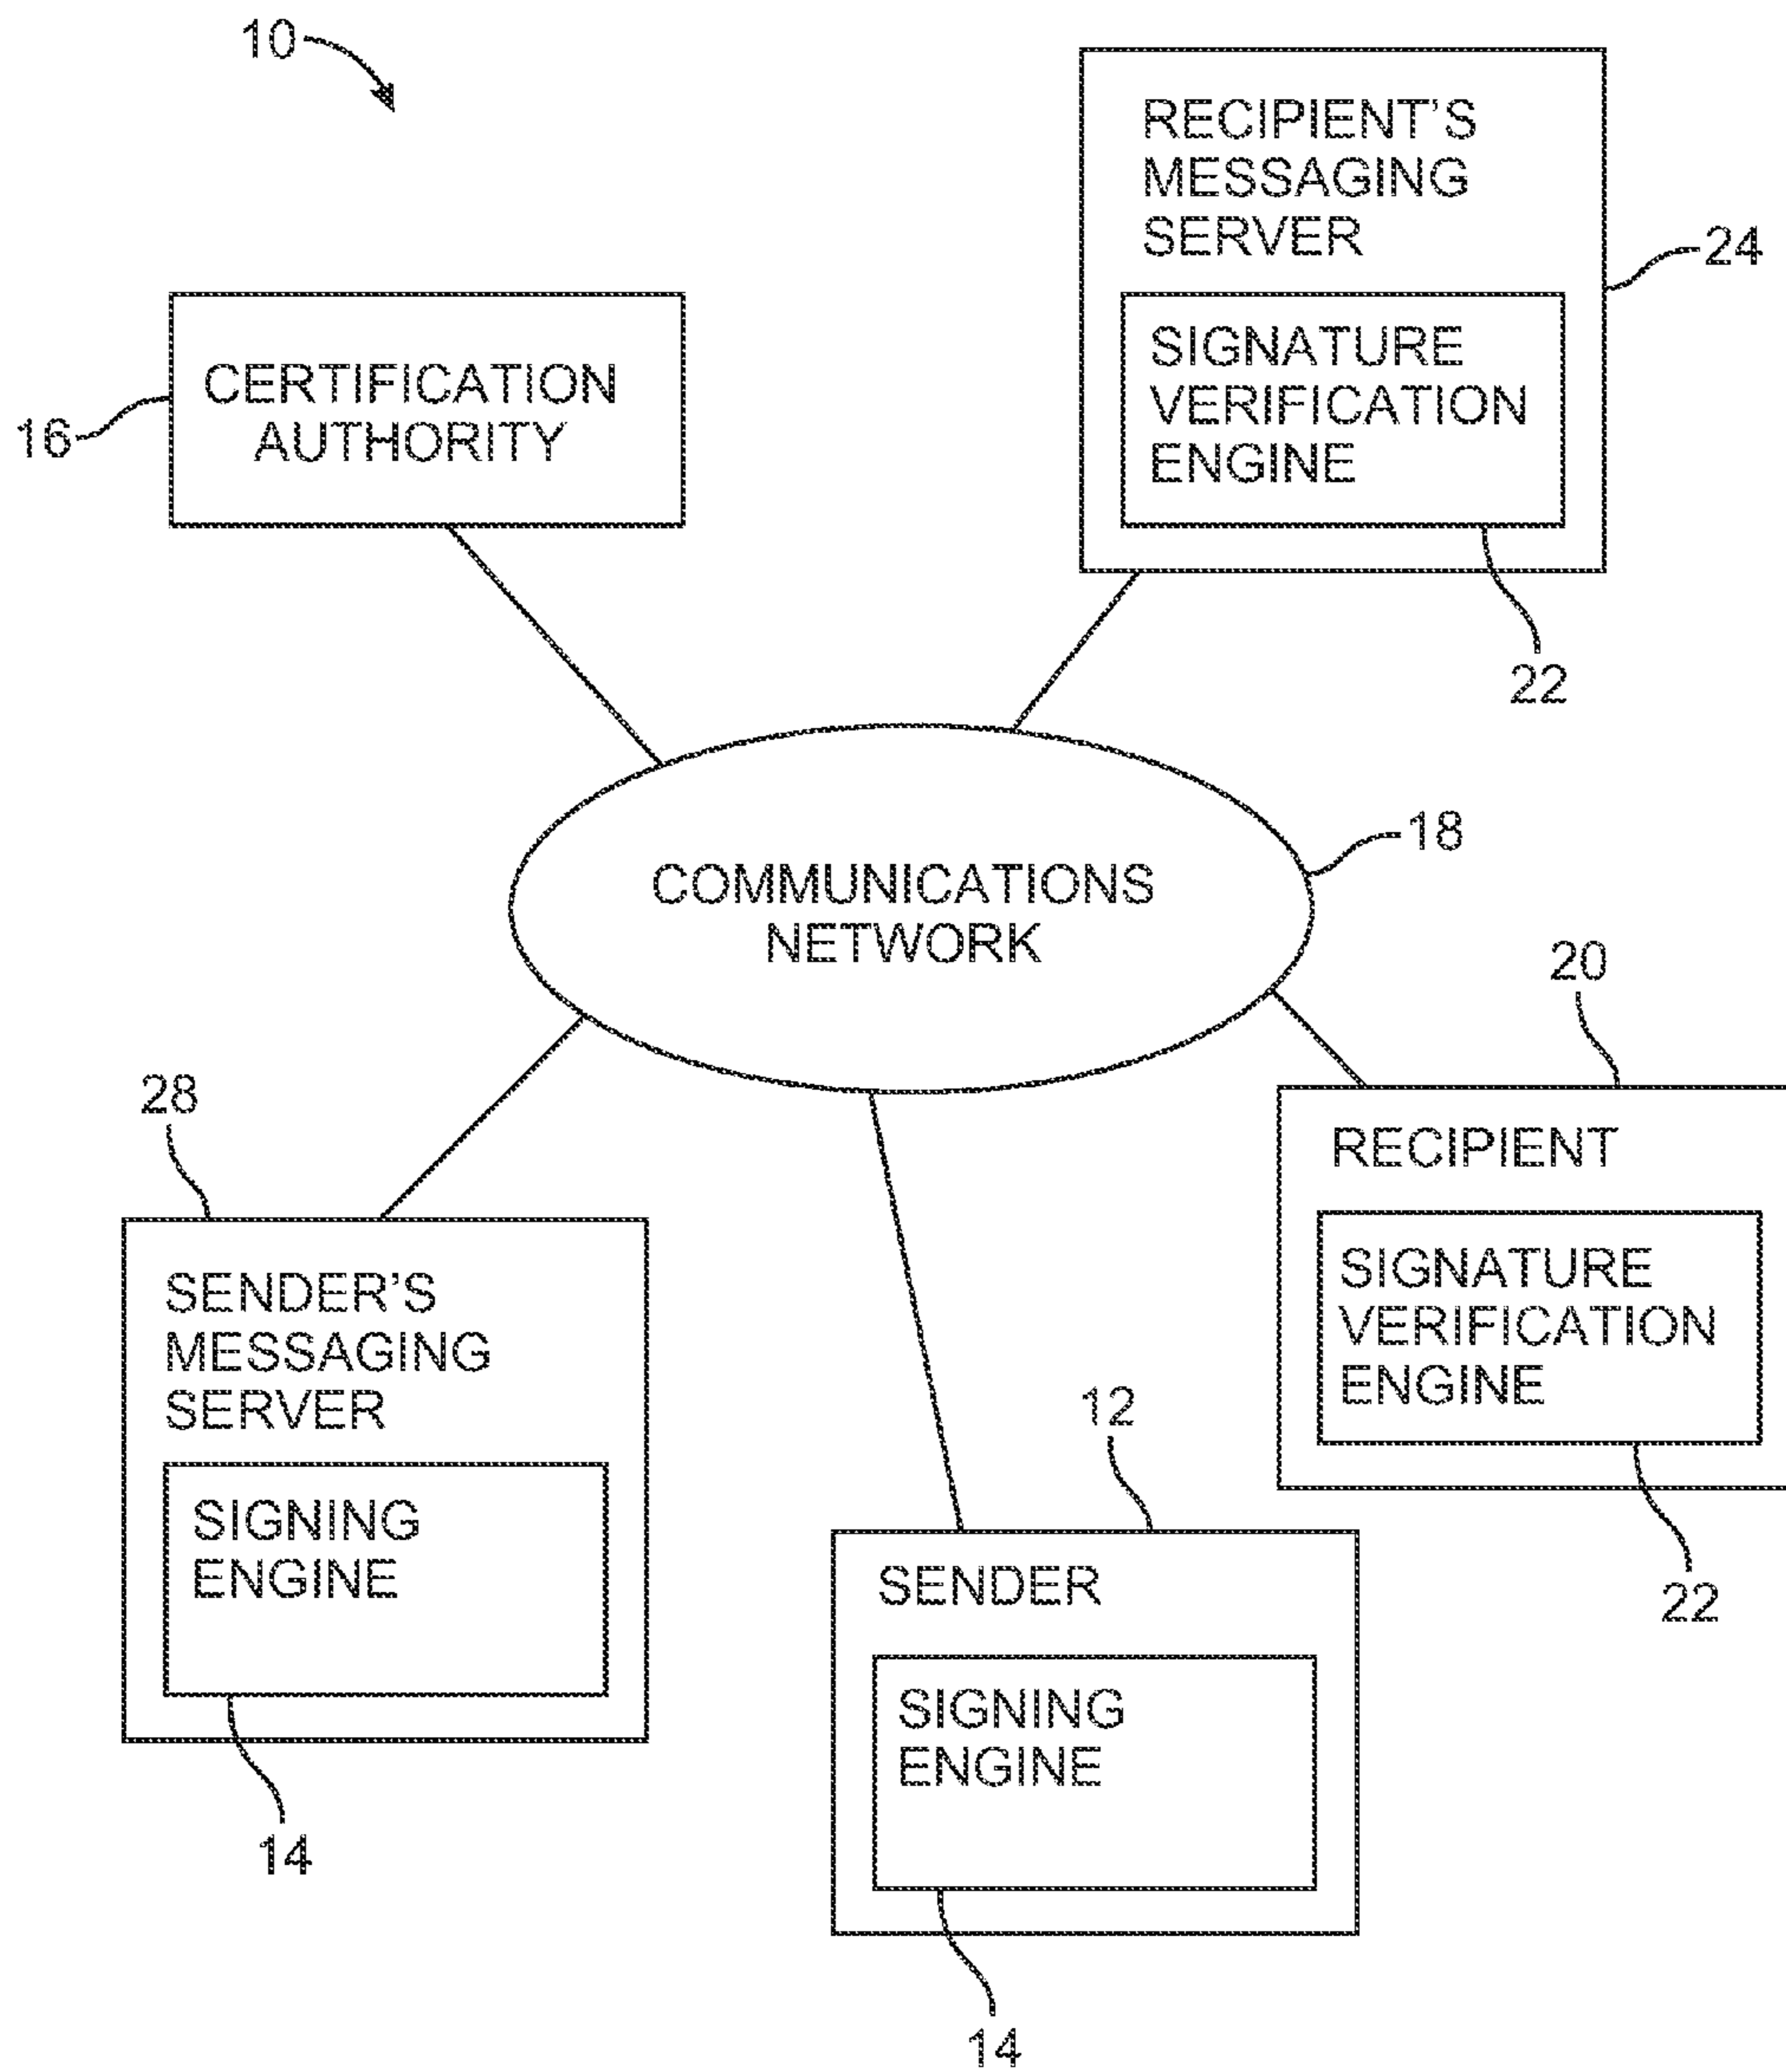 10
RECIPIENT'S
MESSAGING
SERVER
24
SIGNATURE
VERIFICATION
ENGINE
22
CERTIFICATION
AUTHORITY
16
COMMUNICATIONS
NETWORK
18
20
RECIPIENT
SIGNATURE
VERIFICATION
ENGINE
22
28
SENDER'S
MESSAGING
SERVER
SIGNING
ENGINE
14
12
SENDER
SIGNING
ENGINE
14